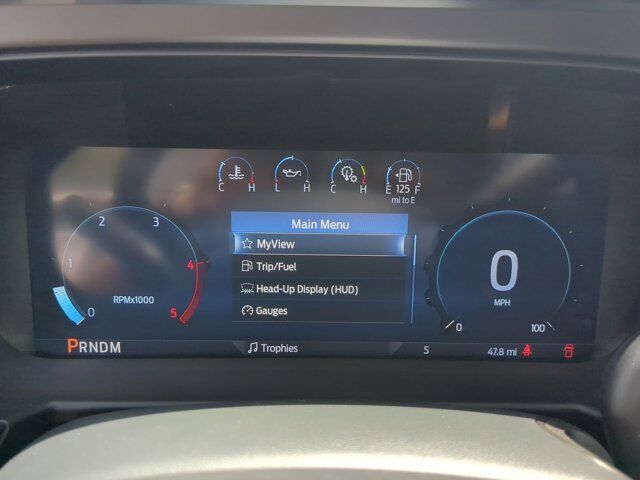 C H L H C H E 125 F
mi to E
Main Menu
MyView
Trip/Fuel
Head-Up Display (HUD)
Gauges
0 1 2 3 4 5
RPMx1000
0
MPH
0 100
PRNDM
Trophies
S
47.8 mi